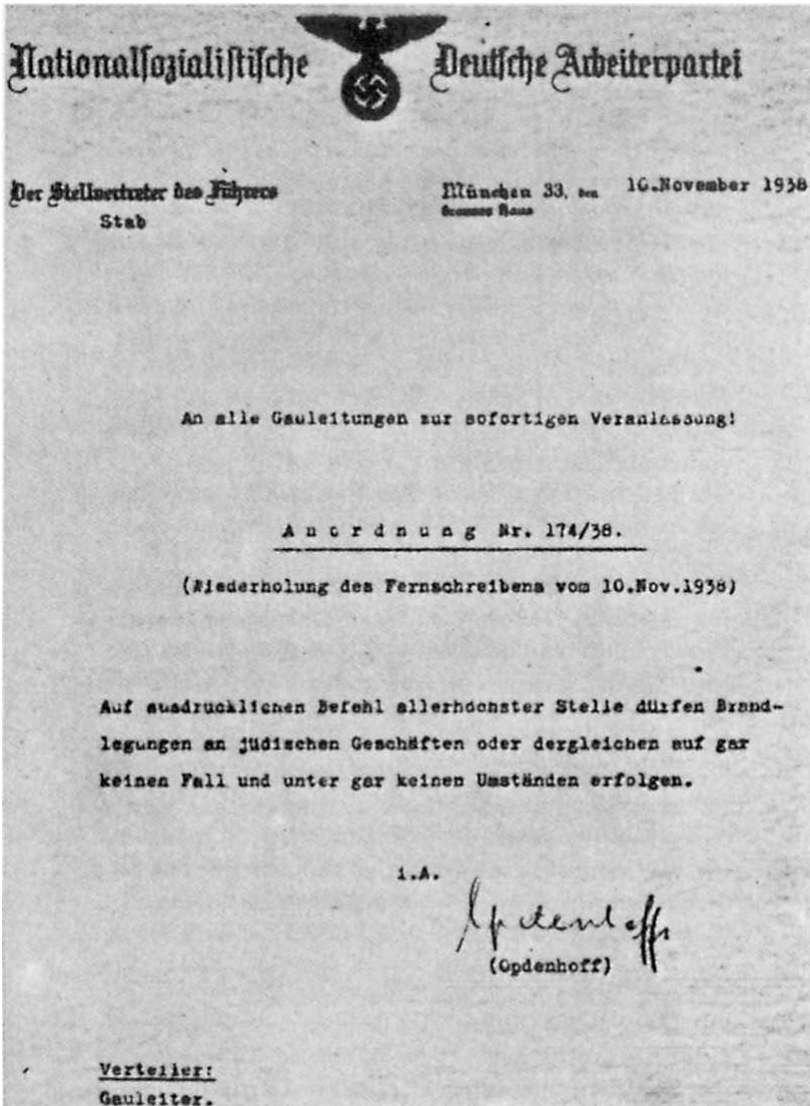 Nationalsozialistische Deutsche Arbeiterpartei
Der Stellvertreter des Führers
Stab
München 33, den 10.November 1938
Braunes Haus
An alle Gauleitungen zur sofortigen Veranlassung!
Anordnung Nr. 174/38.
(Wiederholung des Fernschreibens vom 10.Nov.1938)
Auf ausdrücklichen Befehl allerhöchster Stelle dürfen Brand-
legungen an jüdischen Geschäften oder dergleichen auf gar
keinen Fall und unter gar keinen Umständen erfolgen.
i.A.
Opdenhoff
(Opdenhoff)
Verteiler:
Gauleiter.